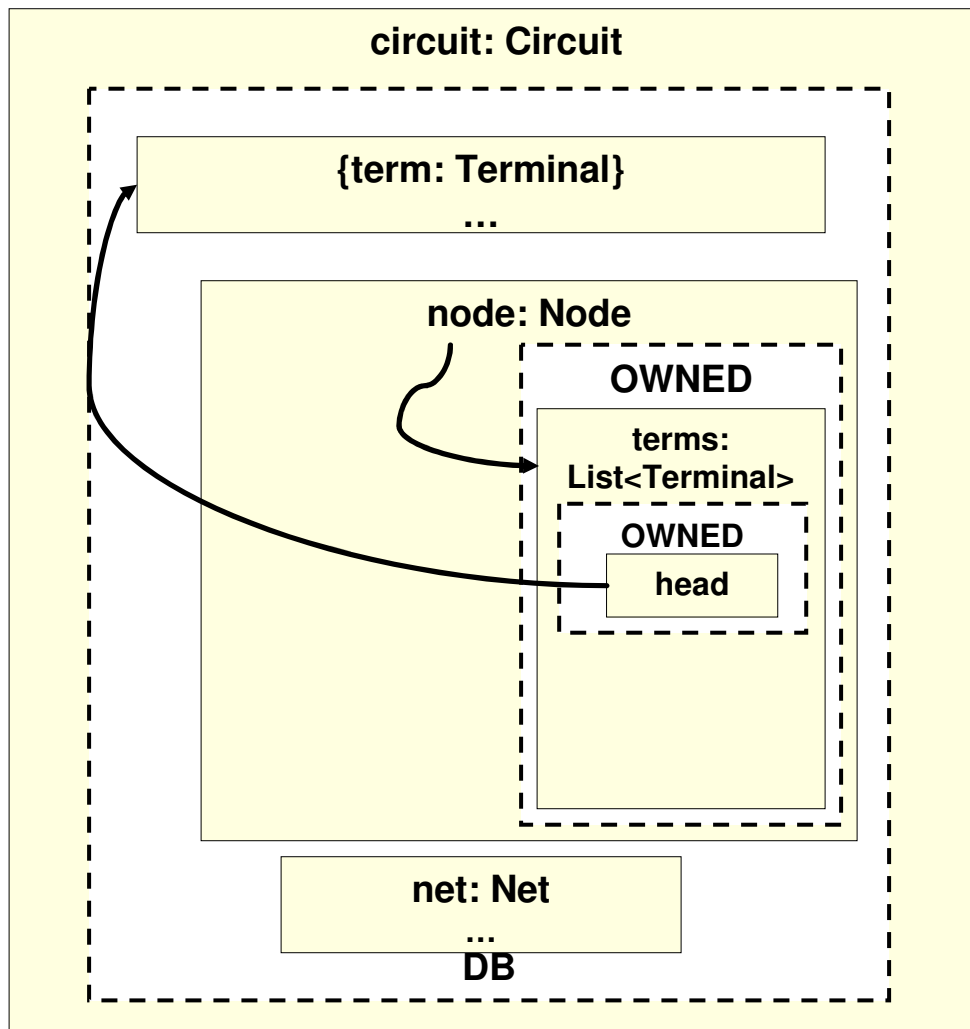 circuit: Circuit
{term: Terminal}
...
node: Node
OWNED
terms:
List<Terminal>
OWNED
head
net: Net
...
DB